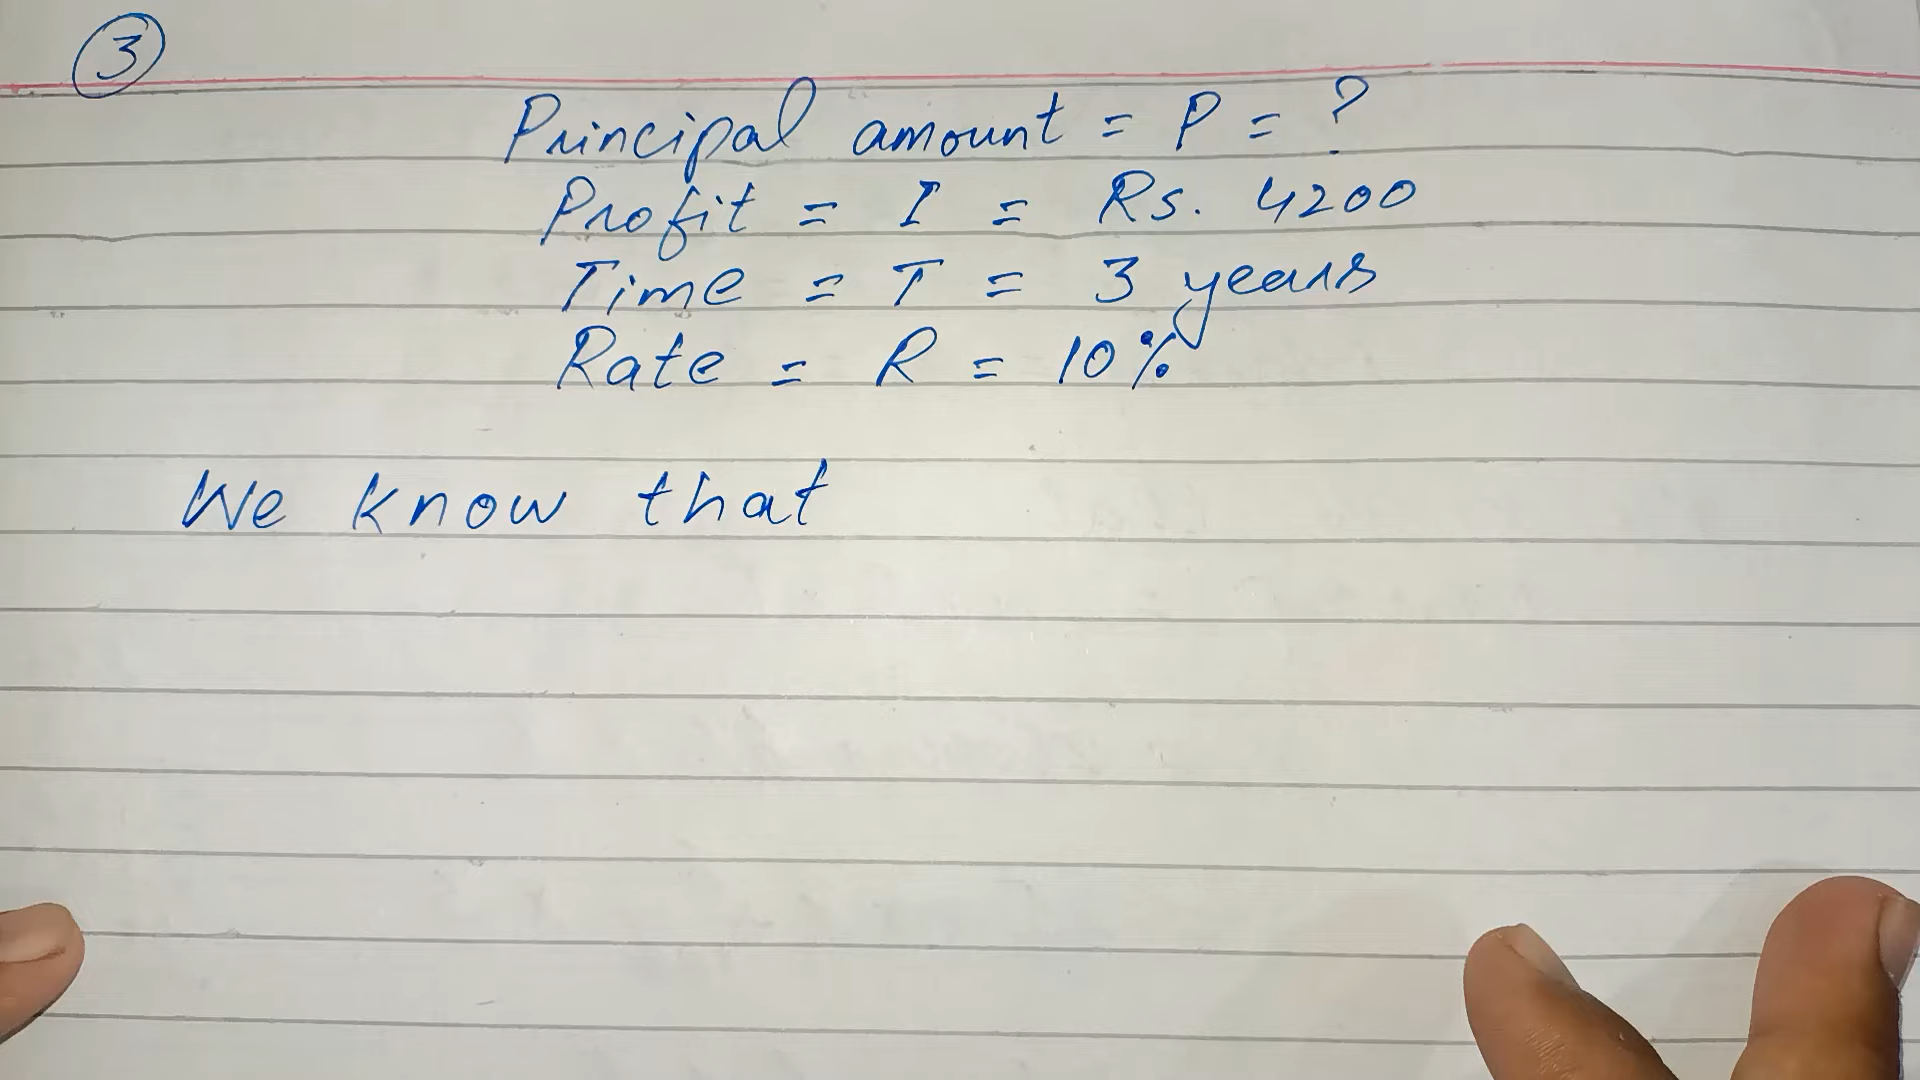 3
Principal amount = P = ?
Profit = I = Rs. 4200
Time = T = 3 years
Rate = R = 10%
We know that